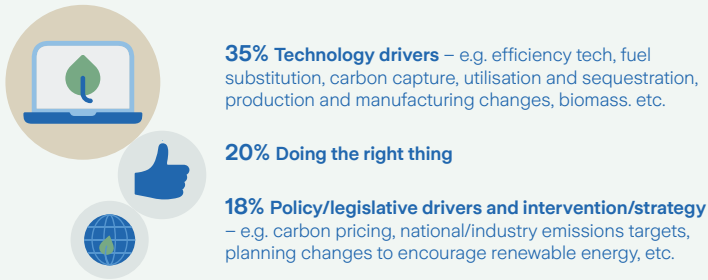 35% Technology drivers – e.g. efficiency tech, fuel
substitution, carbon capture, utilisation and sequestration,
production and manufacturing changes, biomass. etc.
20% Doing the right thing
18% Policy/legislative drivers and intervention/strategy
– e.g. carbon pricing, national/industry emissions targets,
planning changes to encourage renewable energy, etc.